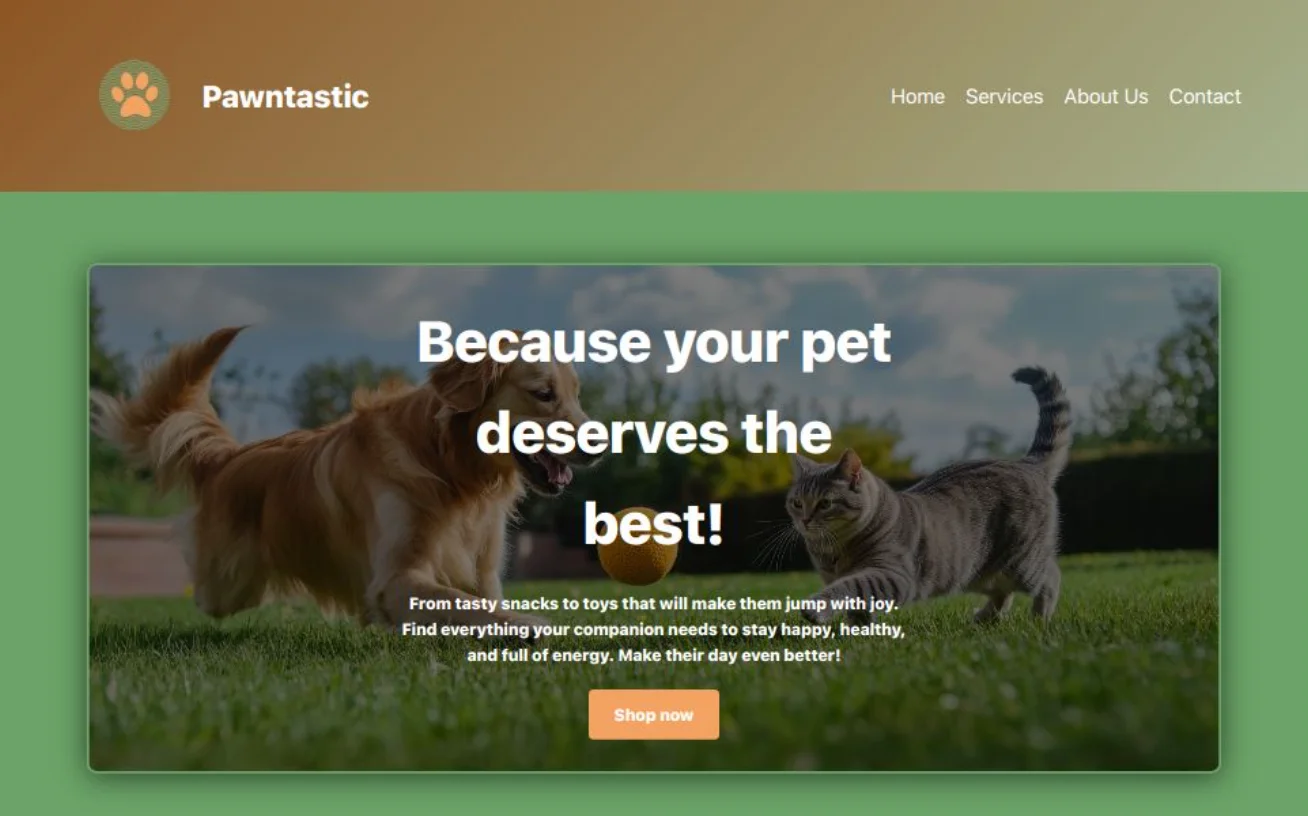 Pawntastic
Home Services About Us Contact
Because your pet
deserves the
best!
From tasty snacks to toys that will make them jump with joy.
Find everything your companion needs to stay happy, healthy,
and full of energy. Make their day even better!
Shop now